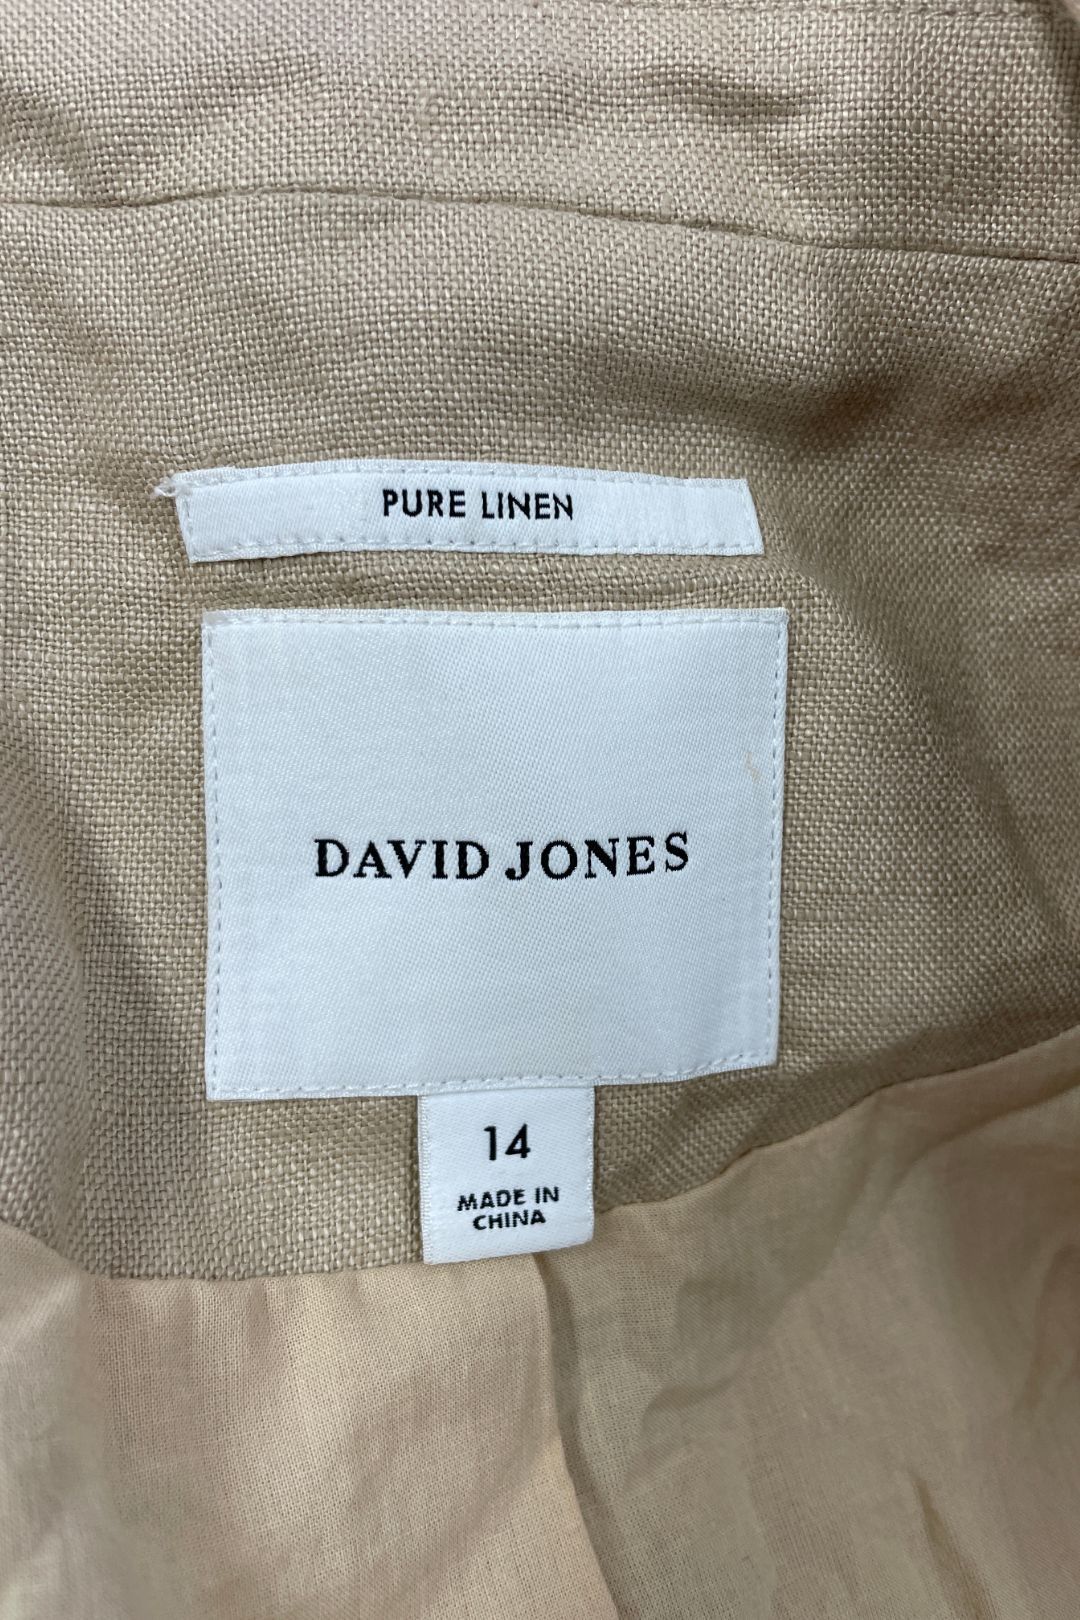 PURE LINEN
DAVID JONES
14
MADE IN
CHINA